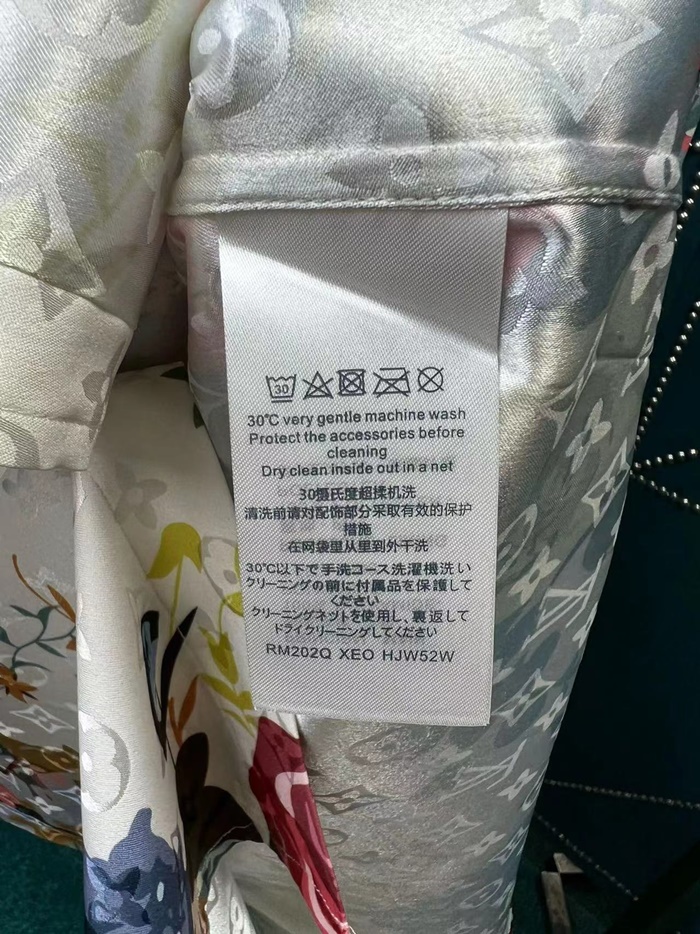 30
30℃ very gentle machine wash
Protect the accessories before
cleaning
Dry clean inside out in a net
30摄氏度超揉机洗
清洗前请对配饰部分采取有效的保护
措施
在网袋里从里到外干洗
30℃以下で手洗コース洗濯機洗い
クリーニングの前に付属品を保護して
ください
クリーニングネットを使用し、裏返して
ドライクリーニングしてください
RM202Q XEO HJW52W